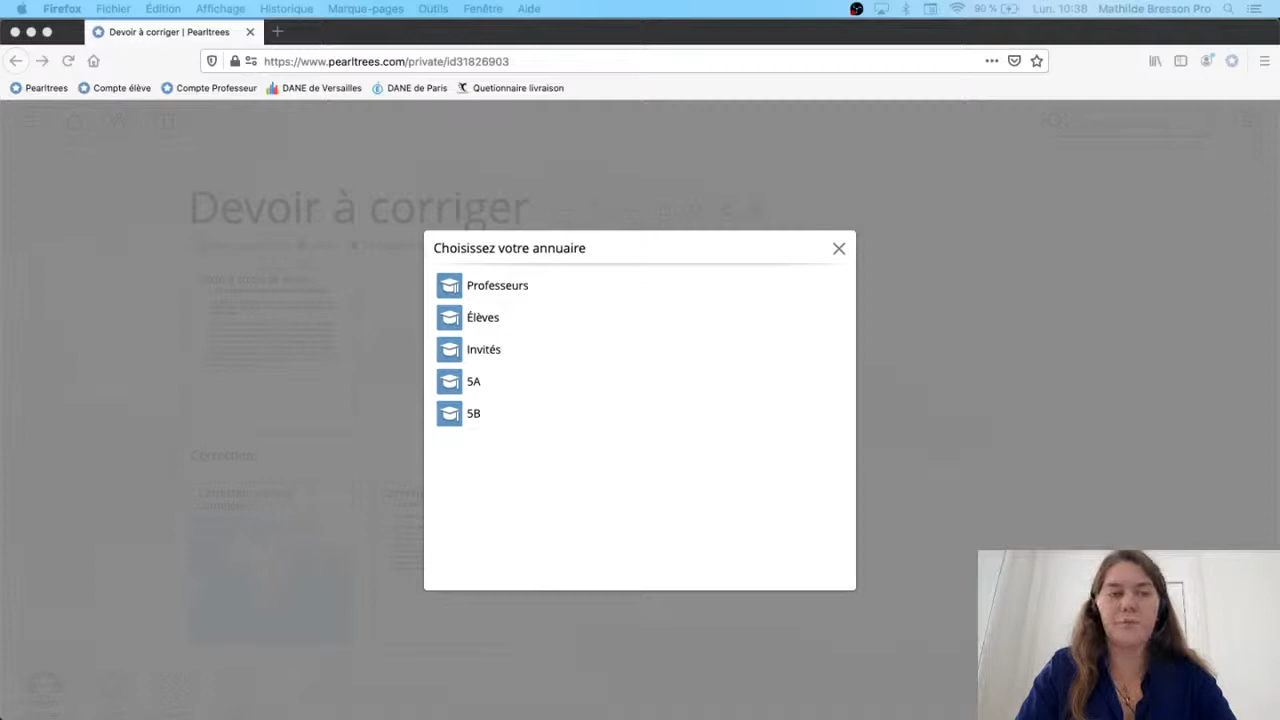 Firefox Fichier Édition Affichage Historique Marque-pages Outils Fenêtre Aide 90 % Lun. 10:38 Mathilde Bresson Pro
Devoir à corriger | Pearltrees
https://www.pearltrees.com/private/id31826903
Pearltrees Compte élève Compte Professeur DANE de Versailles DANE de Paris Quetionnaire livraison
Devoir à corriger
Choisissez votre annuaire
Professeurs
Élèves
Invités
5A
5B